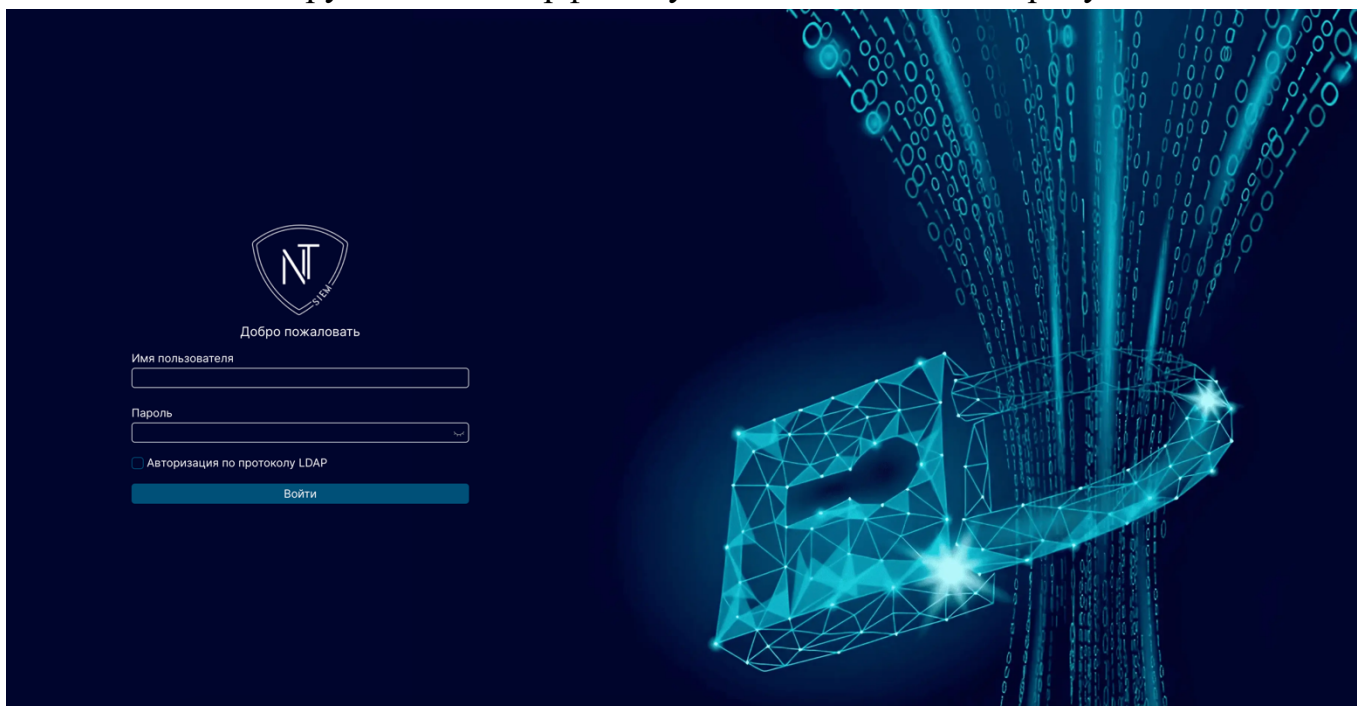 NT
SIEM
Добро пожаловать
Имя пользователя
Пароль
Авторизация по протоколу LDAP
Войти